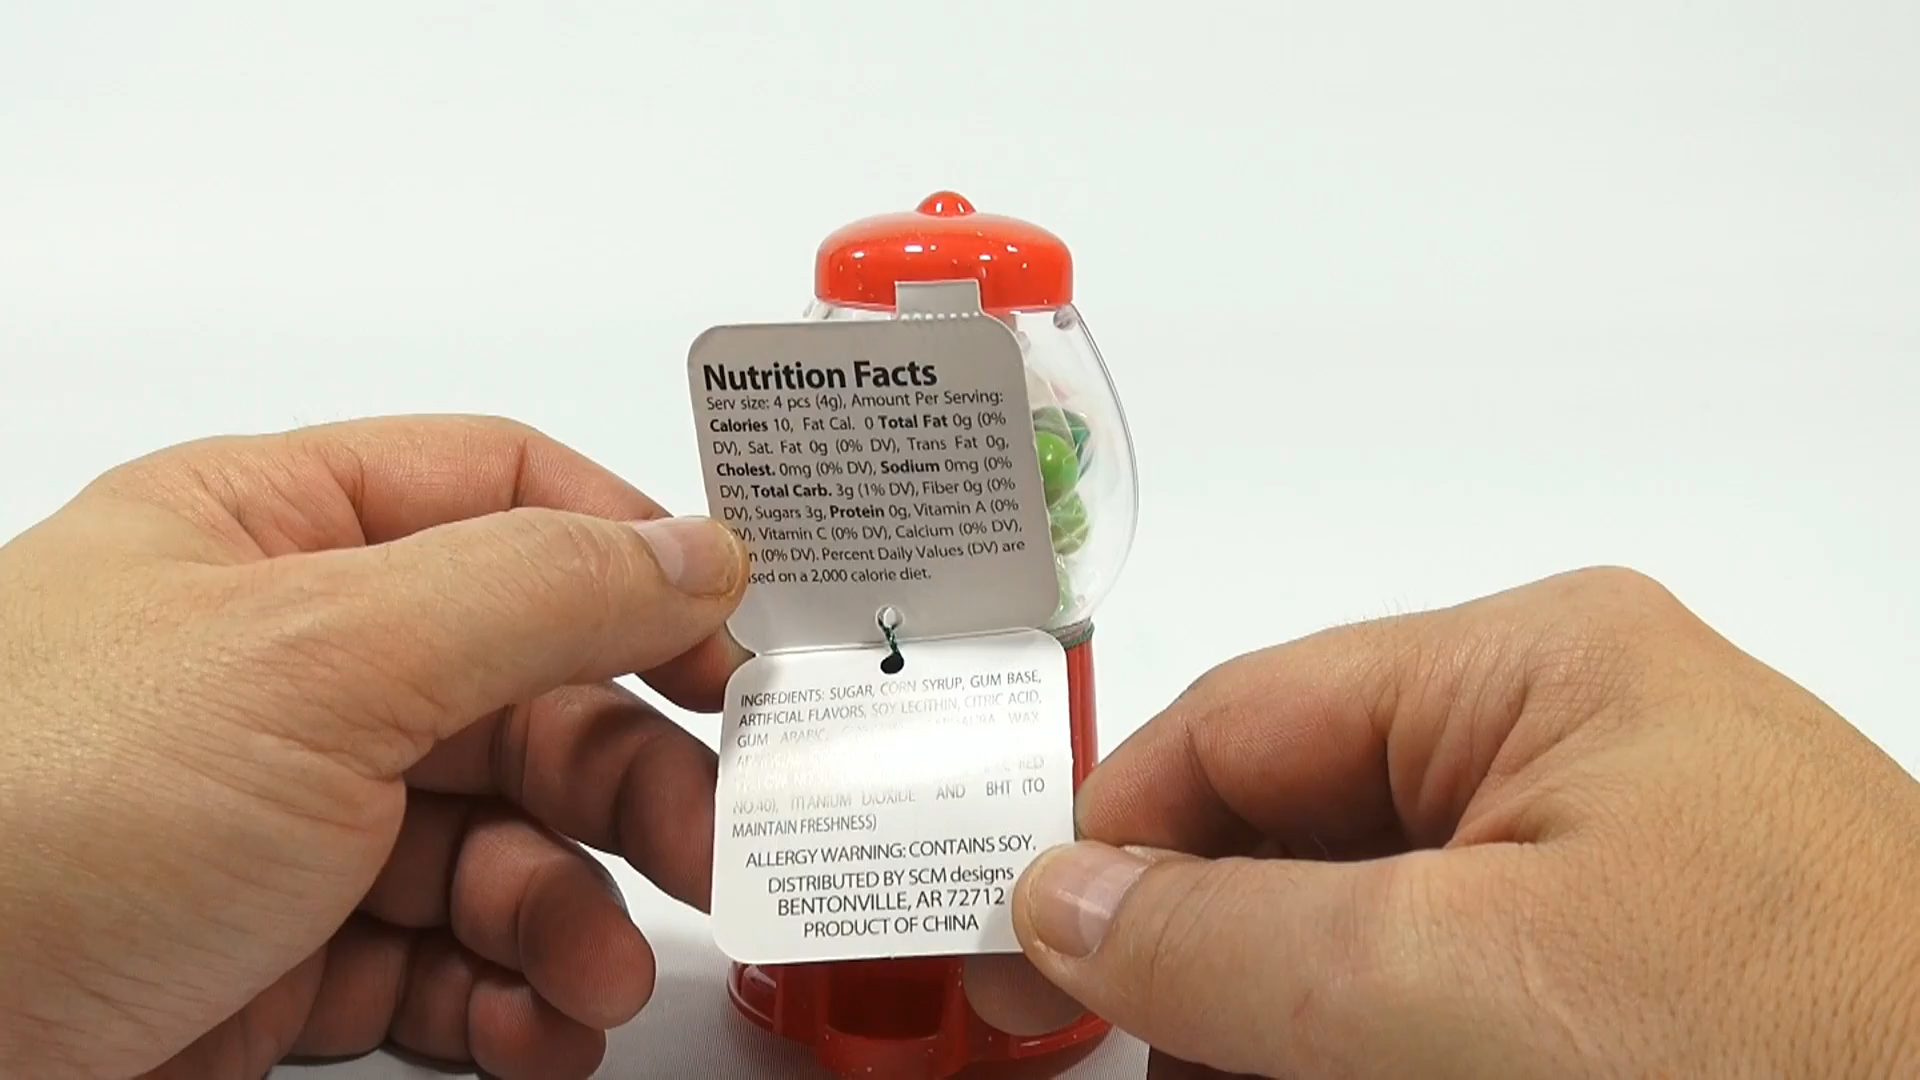 Nutrition Facts
Serv size: 4 pcs (4g), Amount Per Serving:
Calories 10, Fat Cal. 0 Total Fat 0g (0%
DV), Sat. Fat 0g (0% DV), Trans Fat 0g,
Cholest. 0mg (0% DV), Sodium 0mg (0%
DV), Total Carb. 3g (1% DV), Fiber 0g (0%
DV), Sugars 3g, Protein 0g, Vitamin A (0%
Vitamin C (0% DV), Calcium (0% DV),
(0% DV). Percent Daily Values (DV) are
on a 2,000 calorie diet.
INGREDIENTS: SUGAR, CORN SYRUP, GUM BASE,
ARTIFICIAL FLAVORS, SOY LECITHIN, CITRIC ACID,
GUM ARABIC, WAX,
RED
NO.40), TITANIUM DIOXIDE AND BHT (TO
MAINTAIN FRESHNESS)
ALLERGY WARNING: CONTAINS SOY.
DISTRIBUTED BY SCM designs
BENTONVILLE, AR 72712
PRODUCT OF CHINA